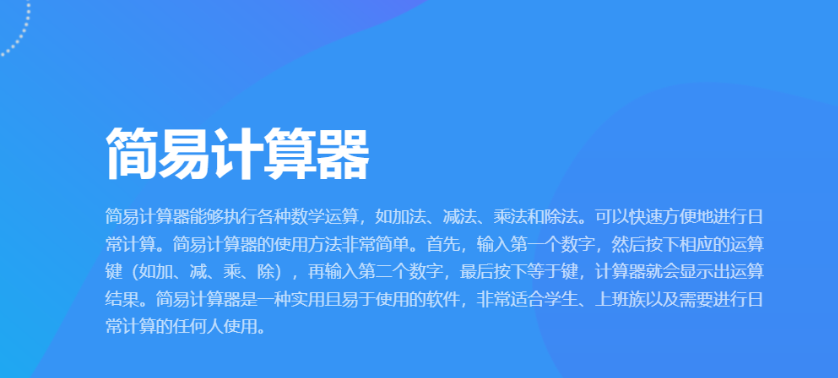 简易计算器
简易计算器能够执行各种数学运算，如加法、减法、乘法和除法。可以快速方便地进行日
常计算。简易计算器的使用方法非常简单。首先，输入第一个数字，然后按下相应的运算
键（如加、减、乘、除），再输入第二个数字，最后按下等于键，计算器就会显示出运算
结果。简易计算器是一种实用且易于使用的软件，非常适合学生、上班族以及需要进行日
常计算的任何人使用。